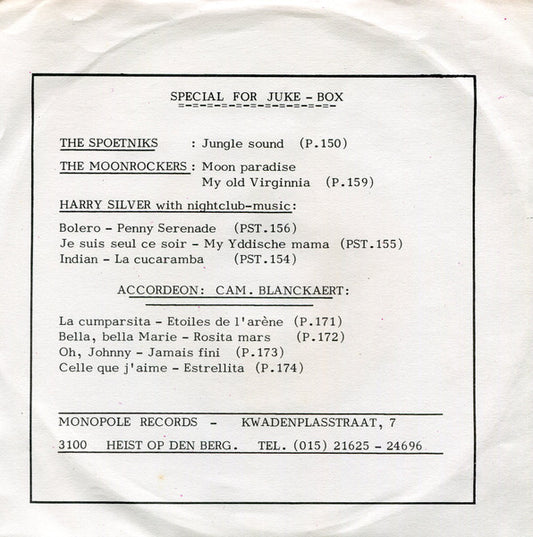 SPECIAL FOR JUKE - BOX
THE SPOETNIKS : Jungle sound (P.150)
THE MOONROCKERS : Moon paradise
My old Virginnia (P.159)
HARRY SILVER with nightclub-music:
Bolero - Penny Serenade (PST.156)
Je suis seul ce soir - My Yddische mama (PST.155)
Indian - La cucaramba (PST.154)
ACCORDEON: CAM. BLANCKAERT:
La cumparsita - Etoiles de l'arène (P.171)
Bella, bella Marie - Rosita mars (P.172)
Oh, Johnny - Jamais fini (P.173)
Celle que j'aime - Estrellita (P.174)
MONOPOLE RECORDS - KWADENPLASSTRAAT, 7
3100 HEIST OP DEN BERG. TEL. (015) 21625 - 24696